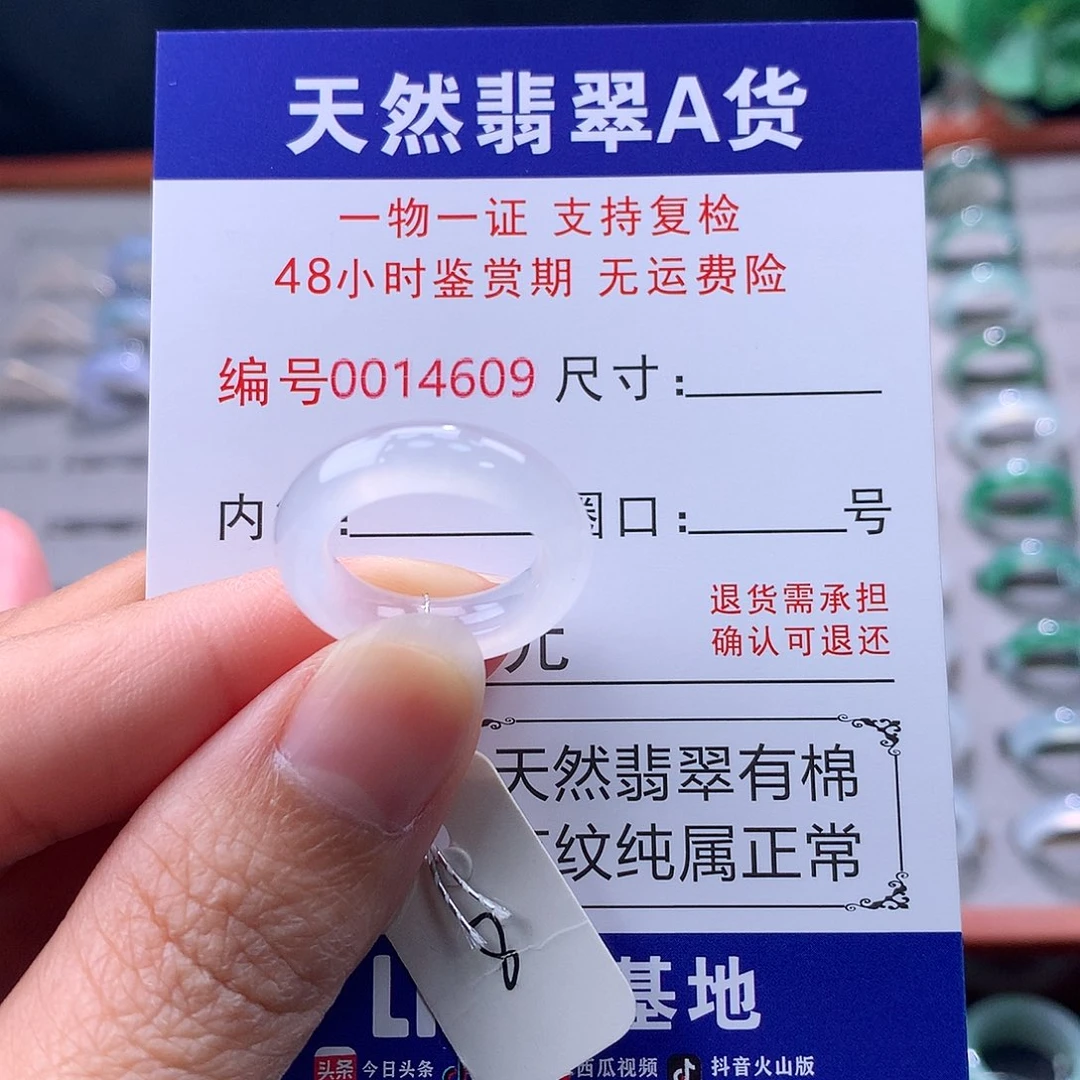 天然翡翠A货
一物一证 支持复检
48小时鉴赏期 无运费险
编号0014609 尺寸:
内 : 圈口: 号
元
退货需承担
确认可退还
天然翡翠有棉
纹纯属正常
8
基地
头条 今日头条 西瓜视频 抖音火山版